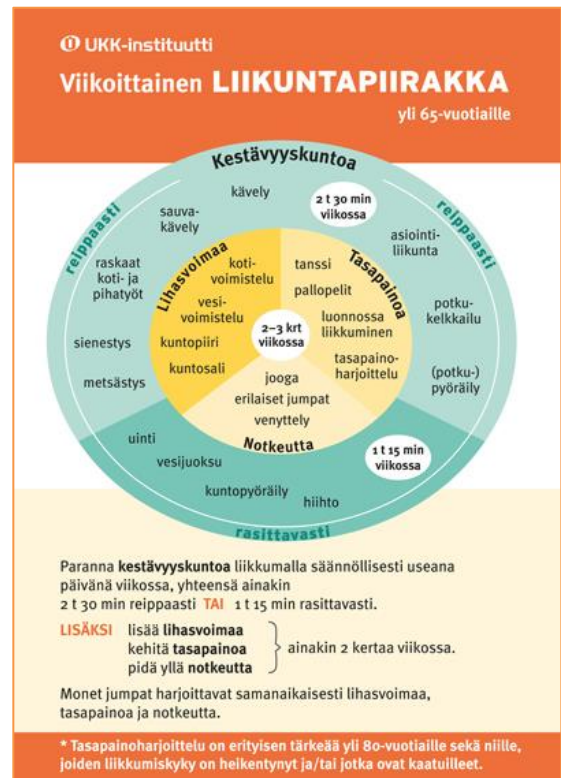 UKK-instituutti
Viikoittainen LIIKUNTAPIIRAKKA
yli 65-vuotiaille
Kestävyyskuntoa
reippaasti
reippaasti
kävely
2 t 30 min
viikossa
sauva-
kävely
asiointi-
liikunta
raskaat
koti- ja
pihatyöt
potku-
kelkkailu
sienestys
metsästys
(potku-)
pyöräily
Lihasvoimaa
koti-
voimistelu
vesi-
voimistelu
kuntopiiri
kuntosali
Tasapainoa
tanssi
pallopelit
luonnossa
liikkuminen
tasapaino-
harjoittelu
2–3 krt
viikossa
jooga
erilaiset jumpat
venyttely
Notkeutta
uinti
vesijuoksu
kuntopyöräily
hiihto
1 t 15 min
viikossa
rasittavasti
Paranna kestävyyskuntoa liikkumalla säännöllisesti useana
päivänä viikossa, yhteensä ainakin
2 t 30 min reippaasti TAI 1 t 15 min rasittavasti.
LISÄKSI lisää lihasvoimaa
kehitä tasapainoa
pidä yllä notkeutta
ainakin 2 kertaa viikossa.
Monet jumpat harjoittavat samanaikaisesti lihasvoimaa,
tasapainoa ja notkeutta.
* Tasapainoharjoittelu on erityisen tärkeää yli 80-vuotiaille sekä niille,
joiden liikkumiskyky on heikentynyt ja/tai jotka ovat kaatuilleet.